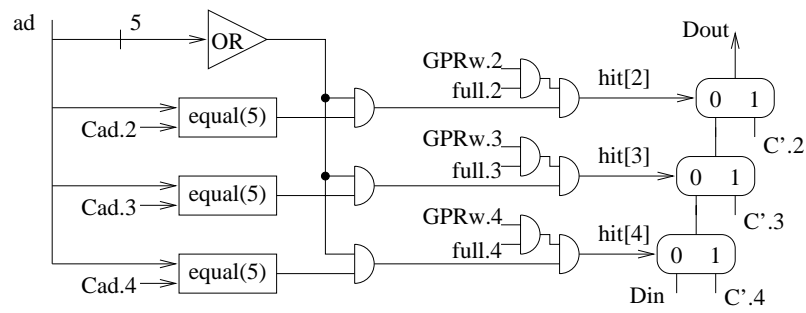 ad
5
OR
Dout
GPRw.2
full.2
hit[2]
0 1
equal(5)
Cad.2
C'.2
GPRw.3
full.3
hit[3]
0 1
equal(5)
Cad.3
C'.3
GPRw.4
full.4
hit[4]
0 1
equal(5)
Cad.4
Din
C'.4